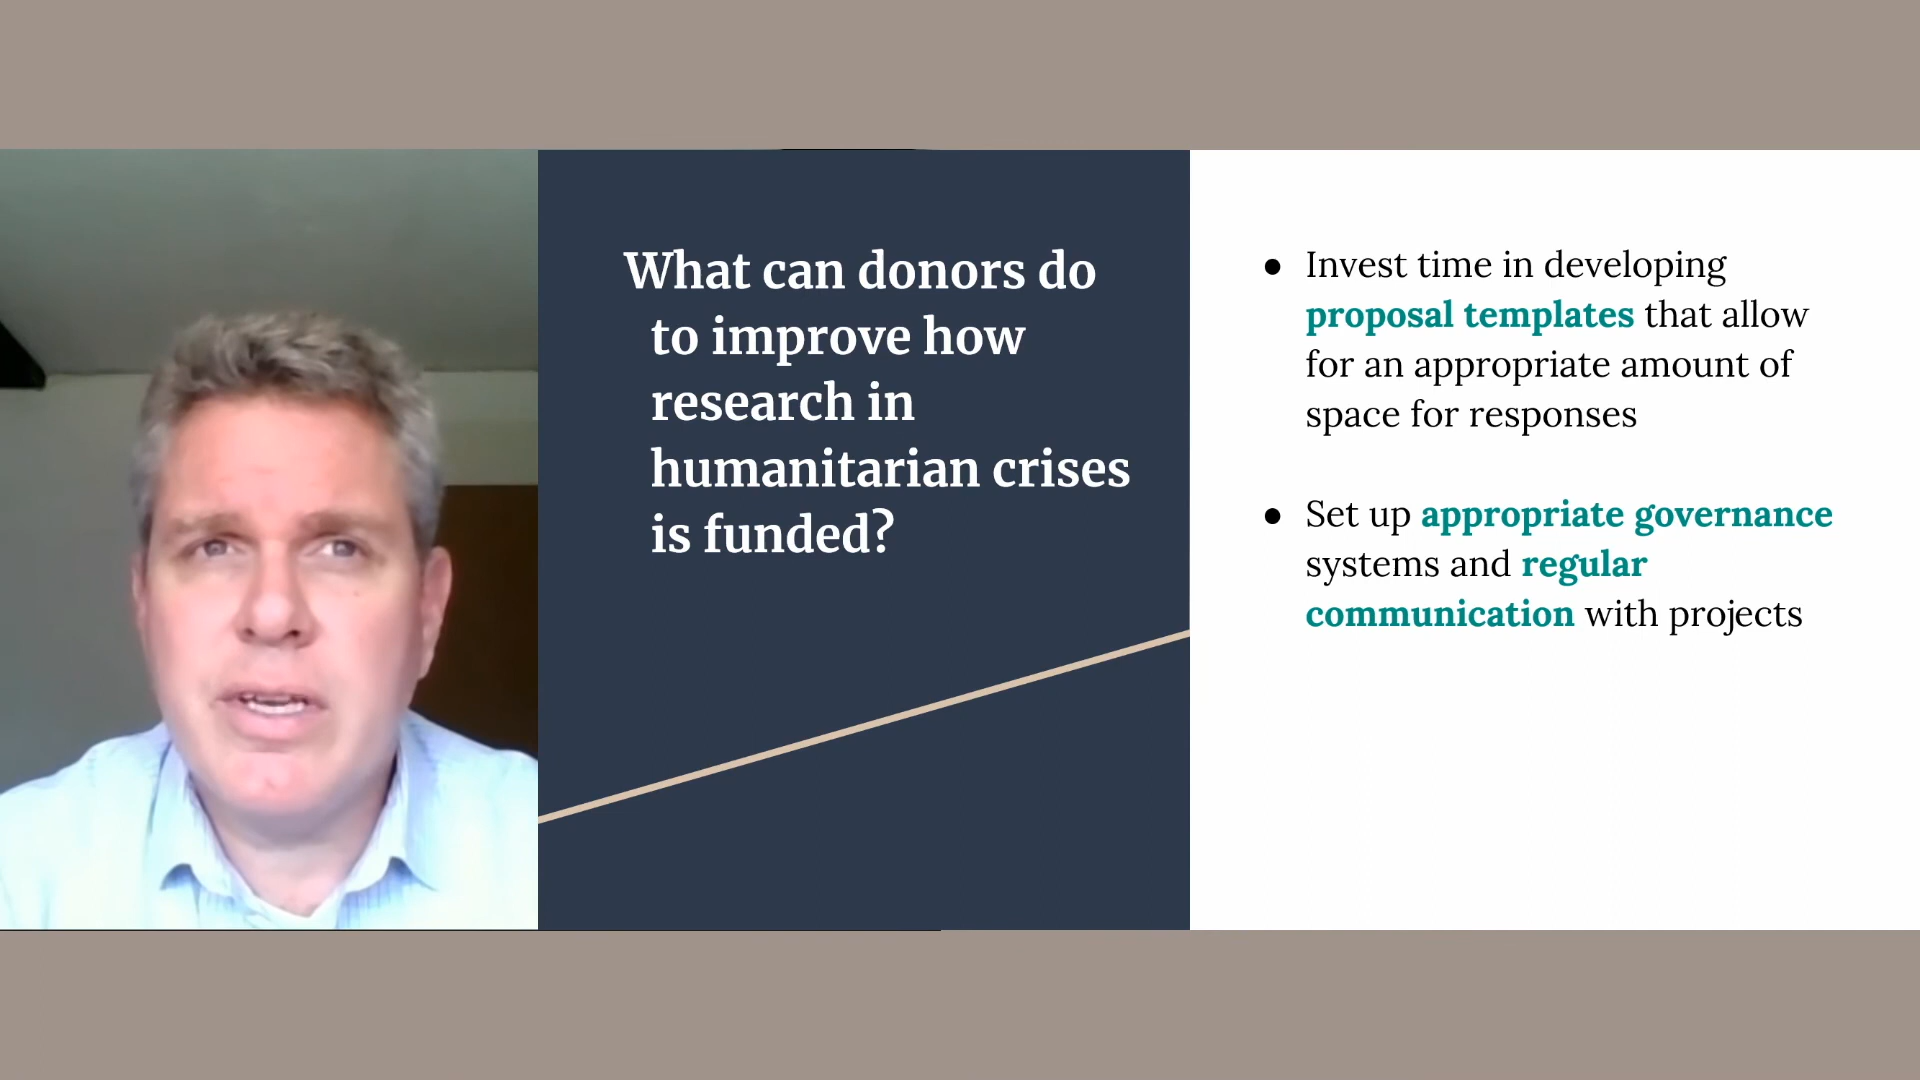 What can donors do
to improve how
research in
humanitarian crises
is funded?
● Invest time in developing
proposal templates that allow
for an appropriate amount of
space for responses
● Set up appropriate governance
systems and regular
communication with projects